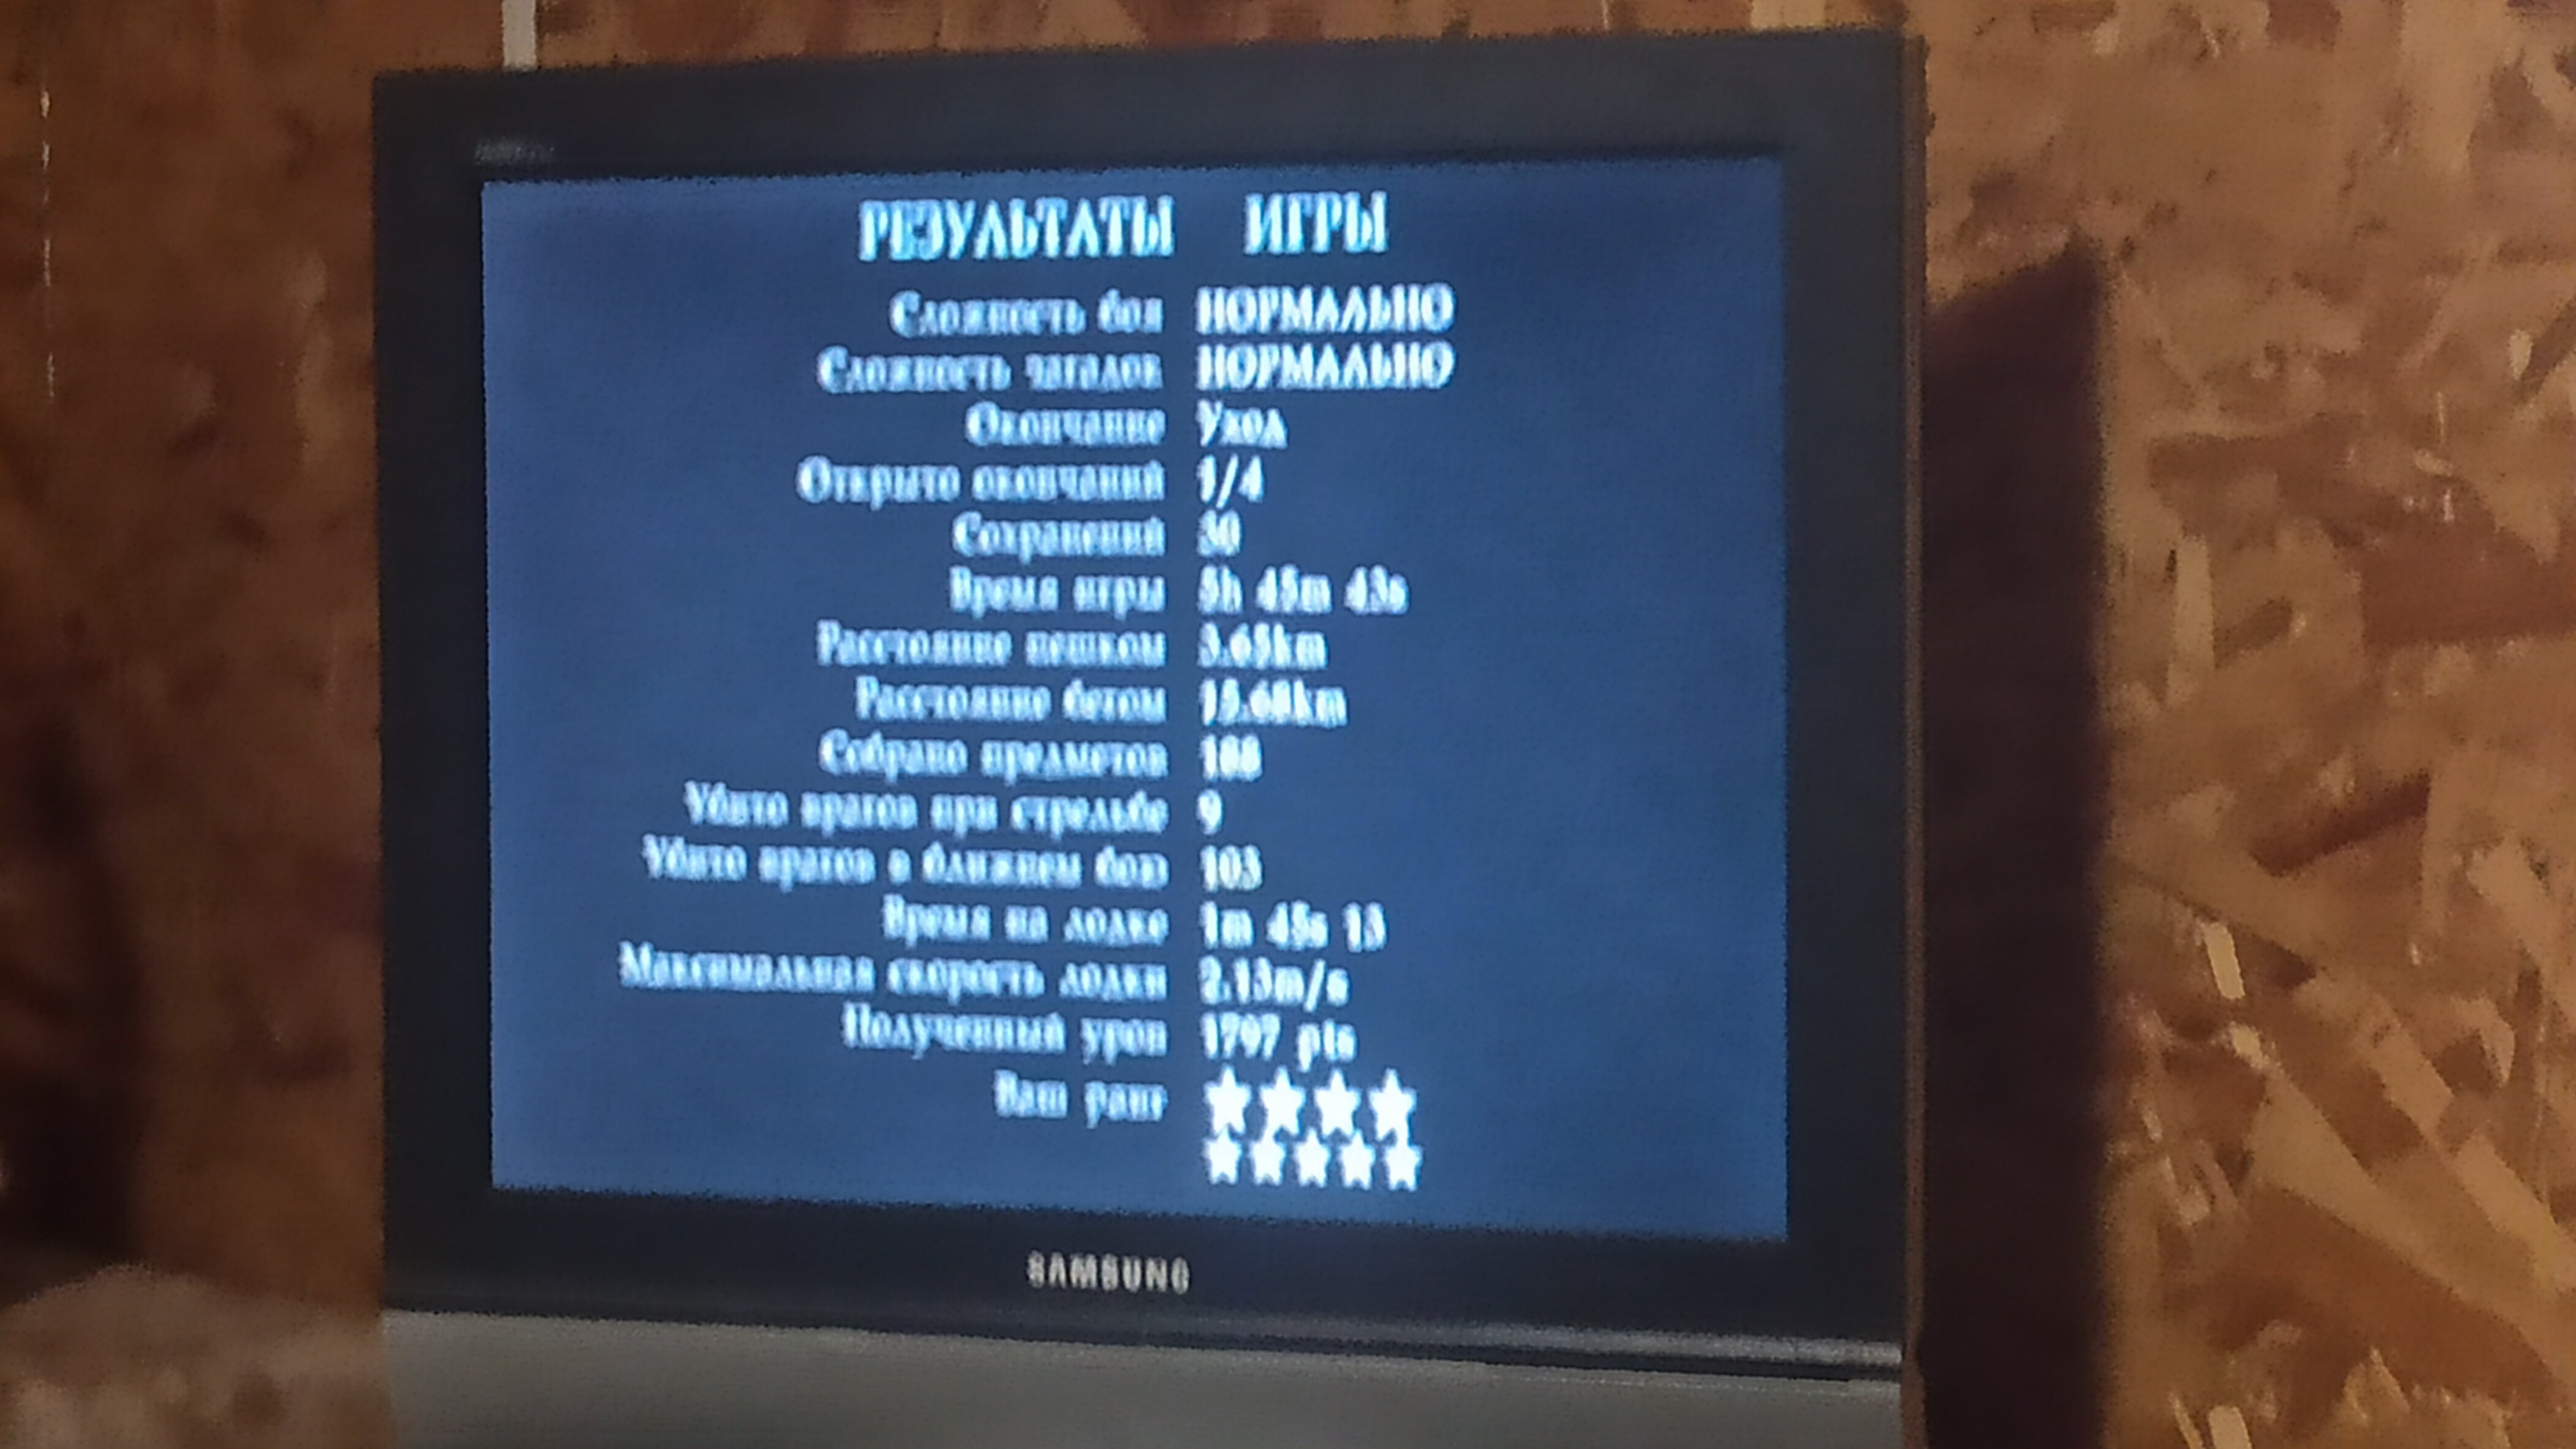 РЕЗУЛЬТАТЫ ИГРЫ
Сложность боя НОРМАЛЬНО
Сложность загадок НОРМАЛЬНО
Окончание Уход
Открыто окончаний 1/4
Сохранений 30
Время игры 5h 45m 43s
Расстояние пешком 3.65km
Расстояние бегом 15.68km
Собрано предметов 188
Убито врагов при стрельбе 9
Убито врагов в ближнем бою 103
Время на лодке 1m 45s 13
Максимальная скорость лодки 2.13m/s
Полученный урон 1797 pts
Ваш ранг
SAMSUNG